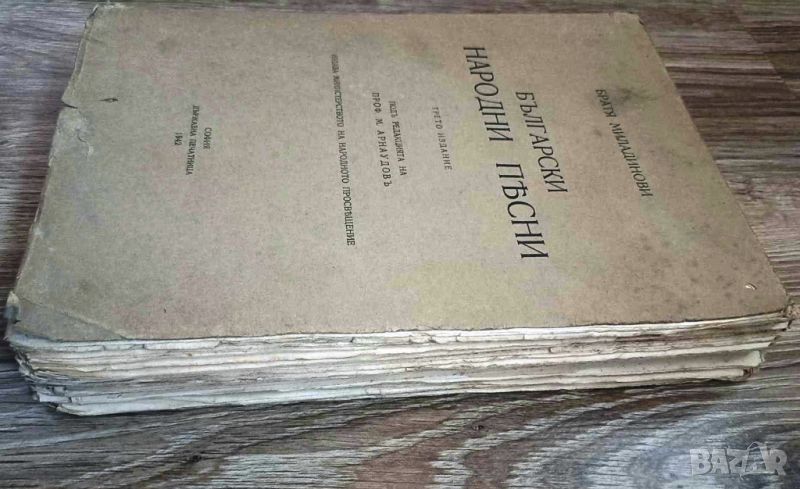 БРАТЯ МИЛАДИНОВИ
БЪЛГАРСКИ
НАРОДНИ ПѢСНИ
ТРЕТО ИЗДАНИЕ
ПОДЪ РЕДАКЦИЯТА НА
ПРОФ. М. АРНАУДОВЪ
ИЗДАВА МИНИСТЕРСТВОТО НА НАРОДНОТО ПРОСВѢЩЕНИЕ
СОФИЯ
ДЪРЖАВНА ПЕЧАТНИЦА
1942
BAZAR